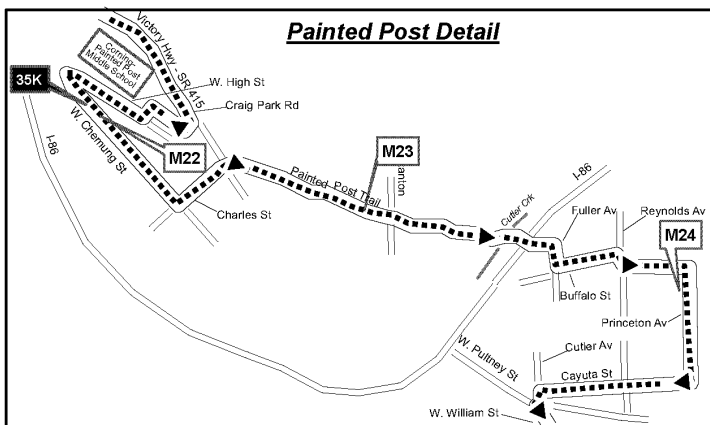 Painted Post Detail
Victory Hwy - SR 415
Corning-
Painted Post
Middle School
W. High St
35K
Craig Park Rd
I-86
W. Chemung St
M22
M23
Painted Post Trail
anton
Charles St
I-86
Cutler Crk
Fuller Av
Reynolds Av
M24
Buffalo St
Princeton Av
W. Pultney St
Cutler Av
Cayuta St
W. William St